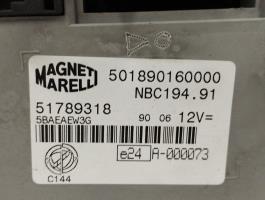 MAGNETI
MARELLI
501890160000
NBC194.91
51789318
5BAEAEW3G
90 06 12V=
e24 A-000073
C144